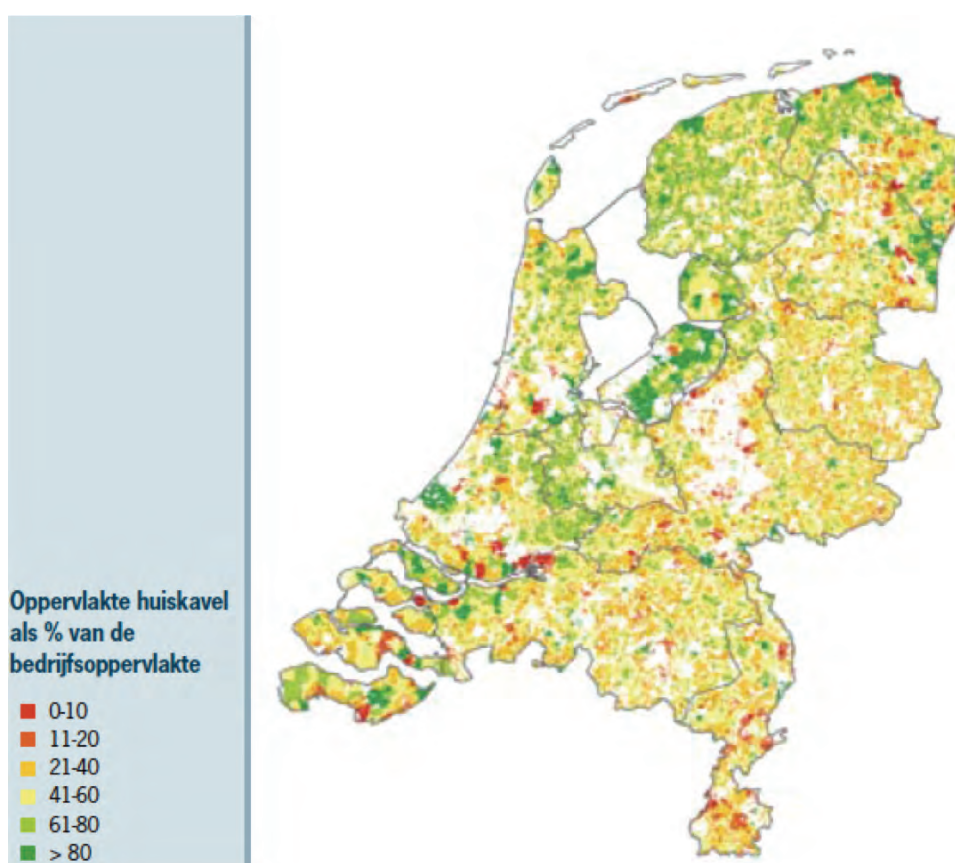 Oppervlakte huiskavel
als % van de
bedrijfsoppervlakte
0-10
11-20
21-40
41-60
61-80
> 80